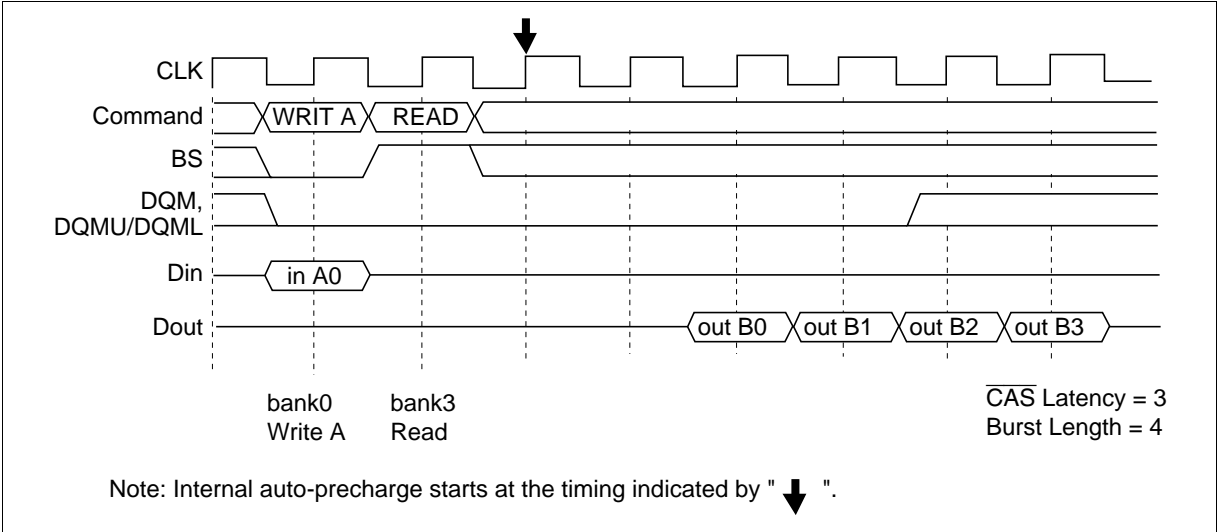 CLK
Command WRIT A READ
BS
DQM,
DQMU/DQML
Din in A0
Dout out B0 out B1 out B2 out B3
bank0 bank3 CAS Latency = 3
Write A Read Burst Length = 4
Note: Internal auto-precharge starts at the timing indicated by " ".